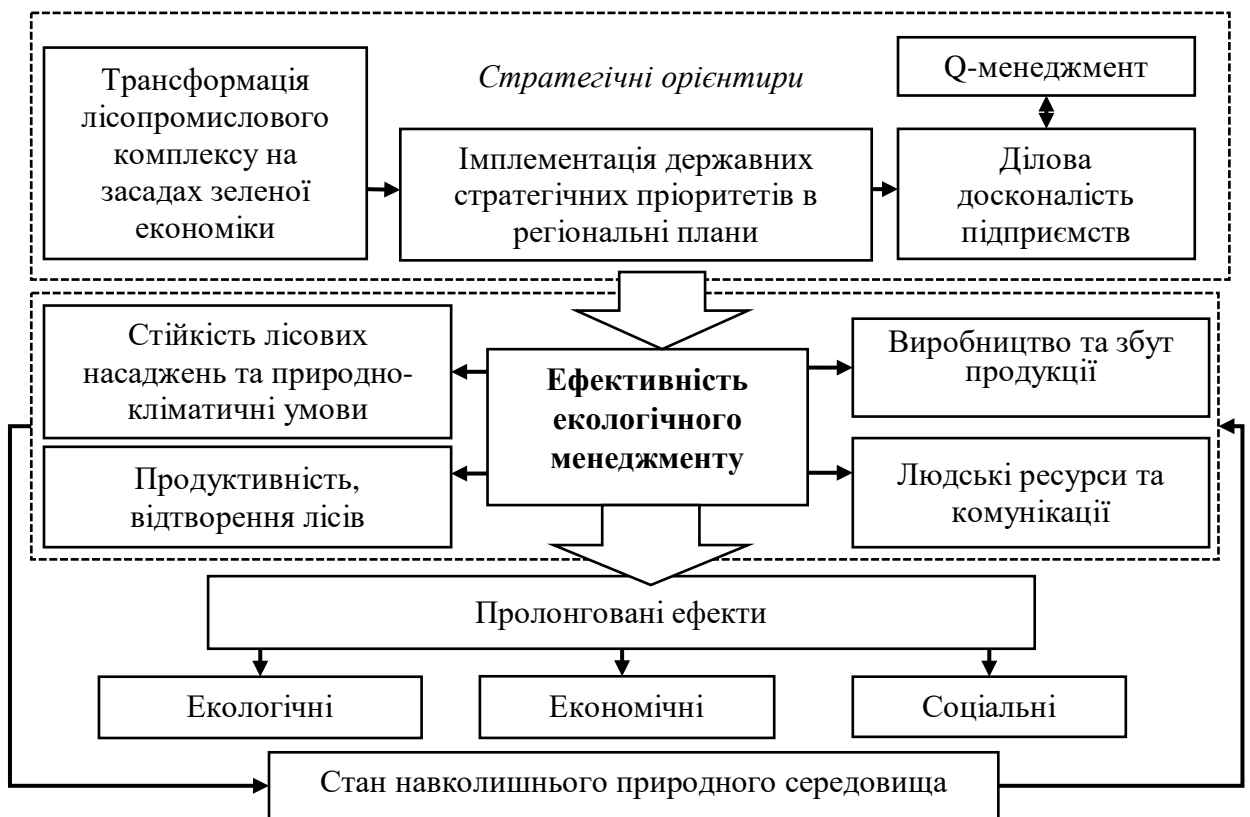 Трансформація
лісопромислового
комплексу на
засадах зеленої
економіки
Стратегічні орієнтири
Q-менеджмент
Імплементація державних
стратегічних пріоритетів в
регіональні плани
Ділова
досконалість
підприємств
Стійкість лісових
насаджень та природно-
кліматичні умови
Ефективність
екологічного
менеджменту
Виробництво та збут
продукції
Продуктивність,
відтворення лісів
Людські ресурси та
комунікації
Пролонговані ефекти
Екологічні
Економічні
Соціальні
Стан навколишнього природного середовища